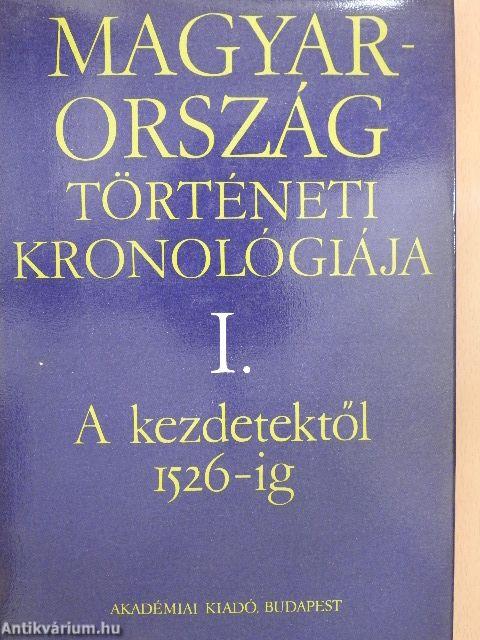 MAGYAR-
ORSZÁG
TÖRTÉNETI
KRONOLÓGIÁJA
I.
A kezdetektől
1526-ig
AKADÉMIAI KIADÓ, BUDAPEST
Antikvárium.hu